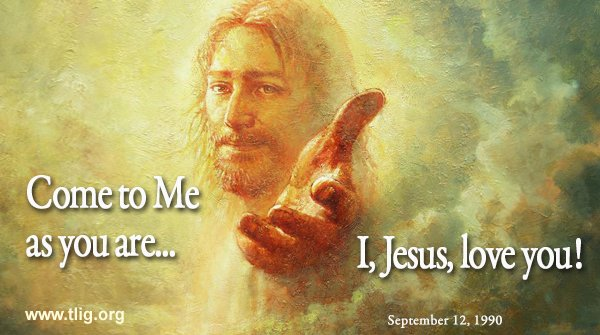 Come to Me
as you are...
I, Jesus, love you!
www.tlig.org
September 12, 1990